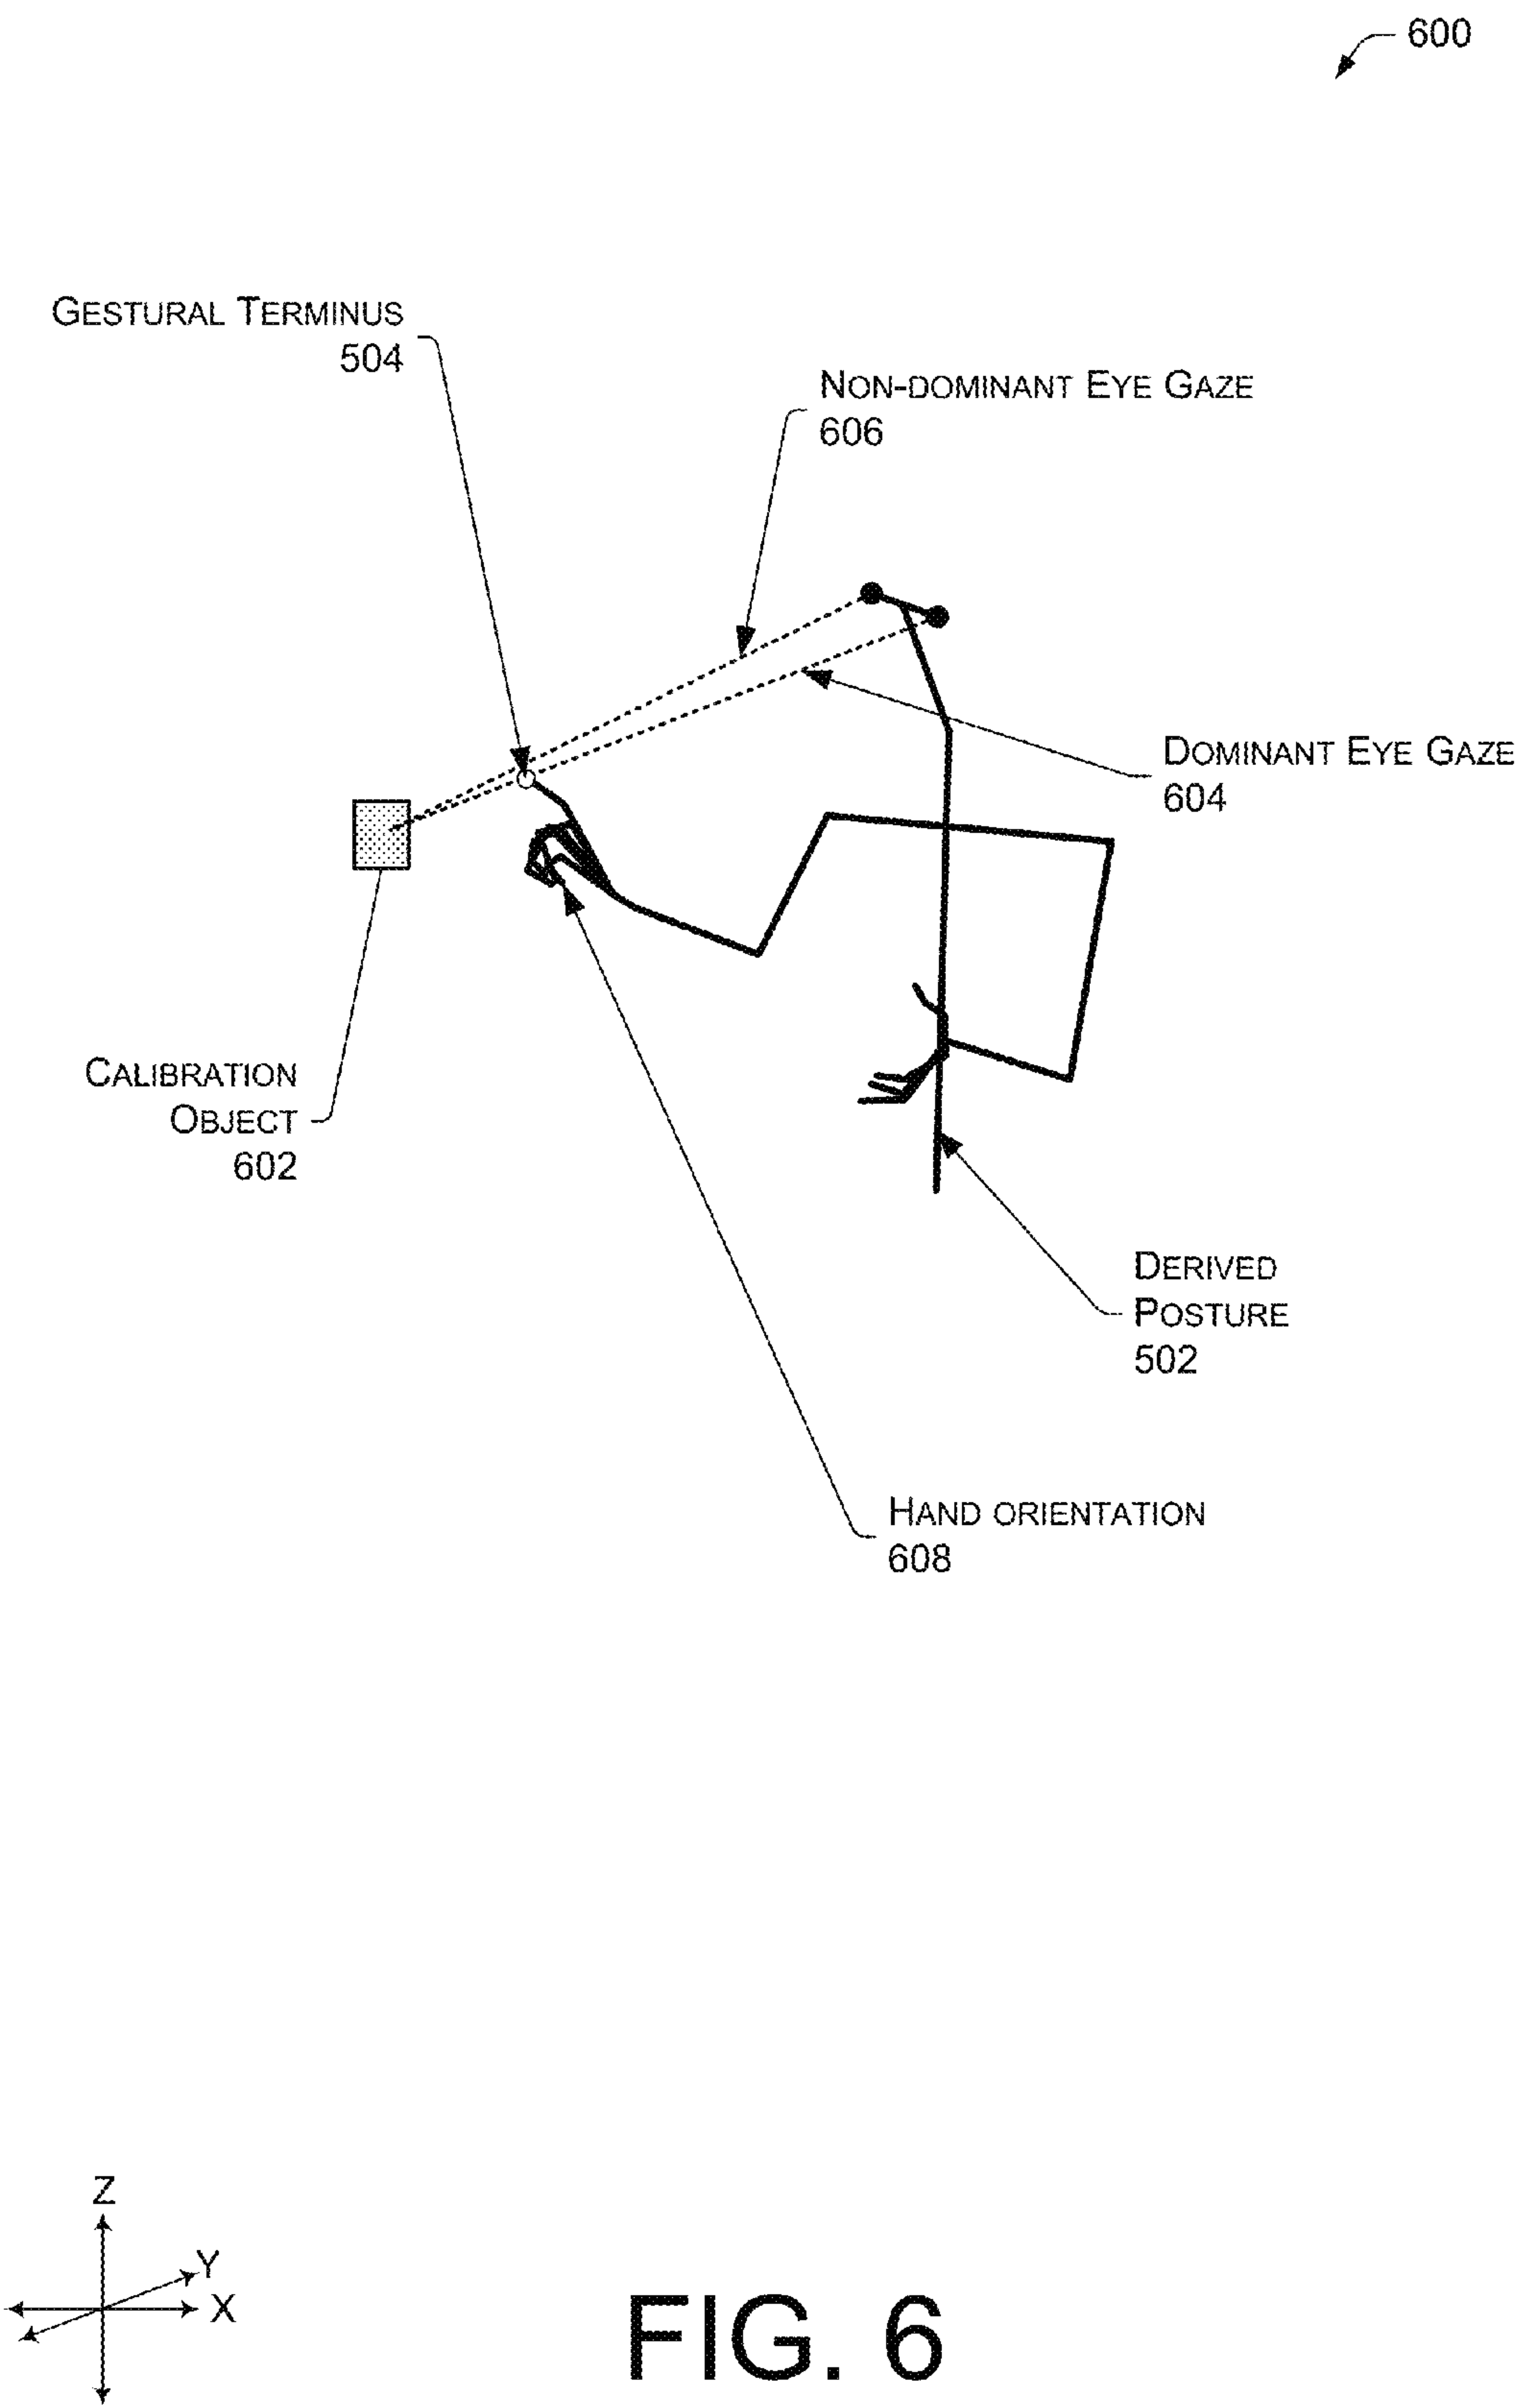 600
GESTURAL TERMINUS
504
NON-DOMINANT EYE GAZE
606
DOMINANT EYE GAZE
604
CALIBRATION
OBJECT
602
DERIVED
POSTURE
502
HAND ORIENTATION
608
Z
Y
X
FIG. 6